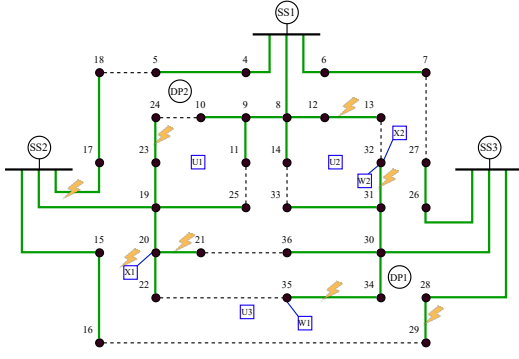 SS1
18 5 4 6 7
DP2
24 10 9 8 12 13
X2
SS2 SS3
17 23 U1 11 14 U2 32 27
W2
19 25 33 31 26
15 20 21 36 30
X1 DP1
22 35 34 28
U3
W1
16 29